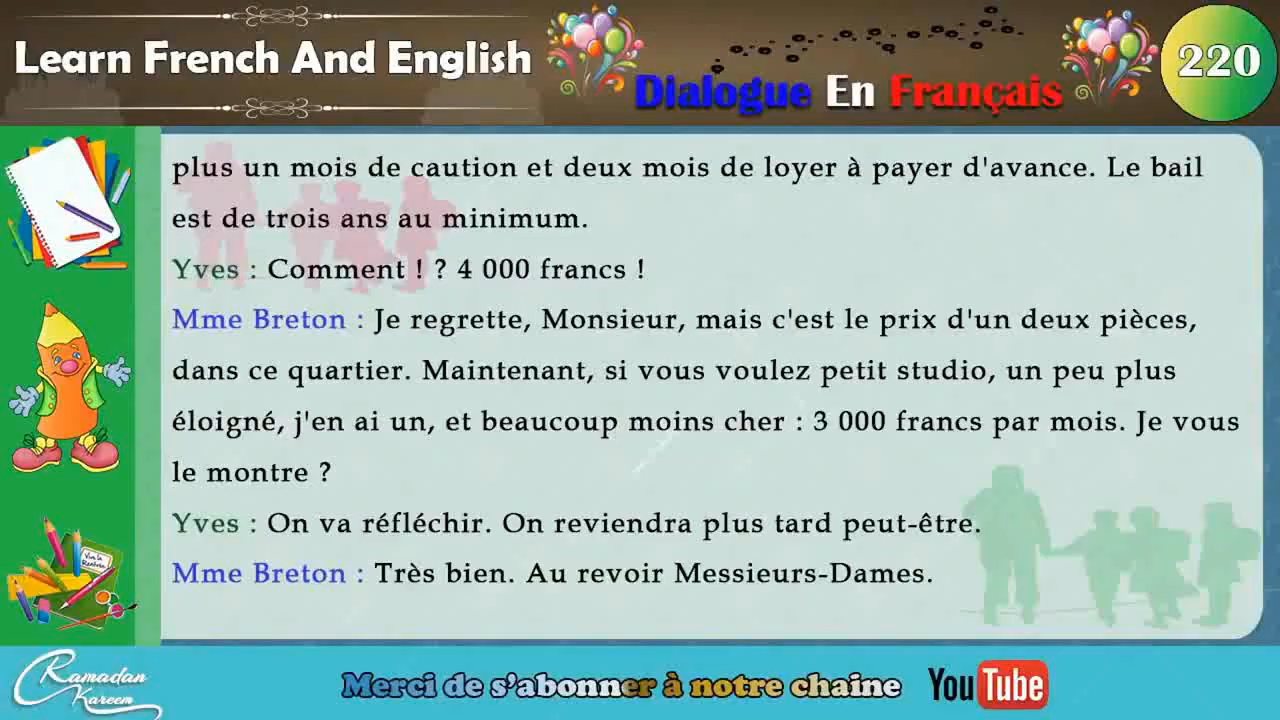 Learn French And English
Dialogue En Français
220
plus un mois de caution et deux mois de loyer à payer d'avance. Le bail
est de trois ans au minimum.
Yves : Comment ! ? 4 000 francs !
Mme Breton : Je regrette, Monsieur, mais c'est le prix d'un deux pièces,
dans ce quartier. Maintenant, si vous voulez petit studio, un peu plus
éloigné, j'en ai un, et beaucoup moins cher : 3 000 francs par mois. Je vous
le montre ?
Yves : On va réfléchir. On reviendra plus tard peut-être.
Mme Breton : Très bien. Au revoir Messieurs-Dames.
Vive la
Rentrée
Ramadan
Kareem
Merci de s'abonner à notre chaine
YouTube